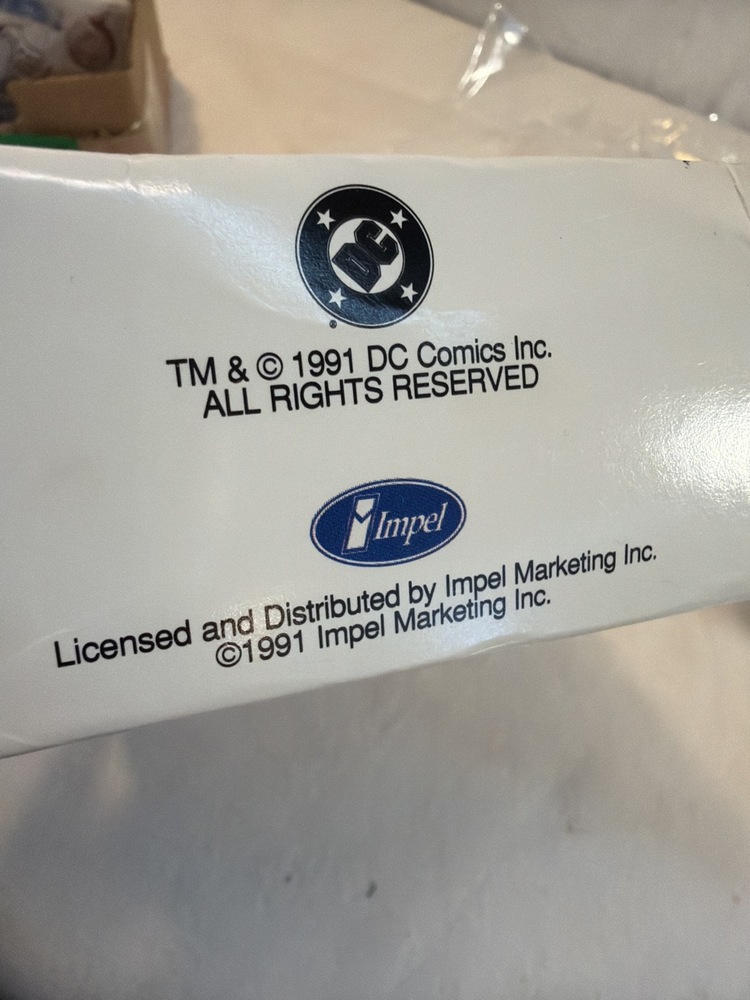 DC
®
TM & © 1991 DC Comics Inc.
ALL RIGHTS RESERVED
Impel
Licensed and Distributed by Impel Marketing Inc.
©1991 Impel Marketing Inc.